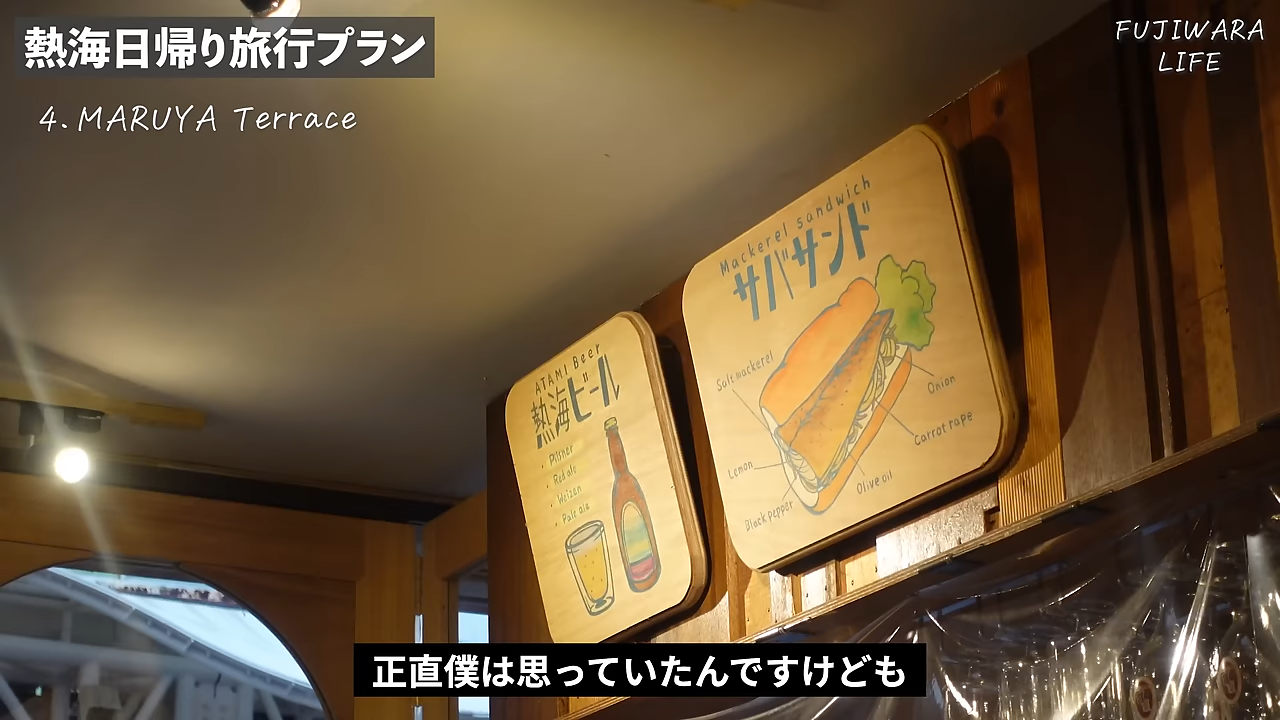 熱海日帰り旅行プラン
4. MARUYA Terrace
FUJIWARA
LIFE
Mackerel sandwich
サバサンド
Salt mackerel
Onion
Carrot rape
Lemon
Olive oil
Black pepper
ATAMI Beer
熱海ビール
・Pilsner
・Red ale
・Weizen
・Pale ale
正直僕は思っていたんですけども